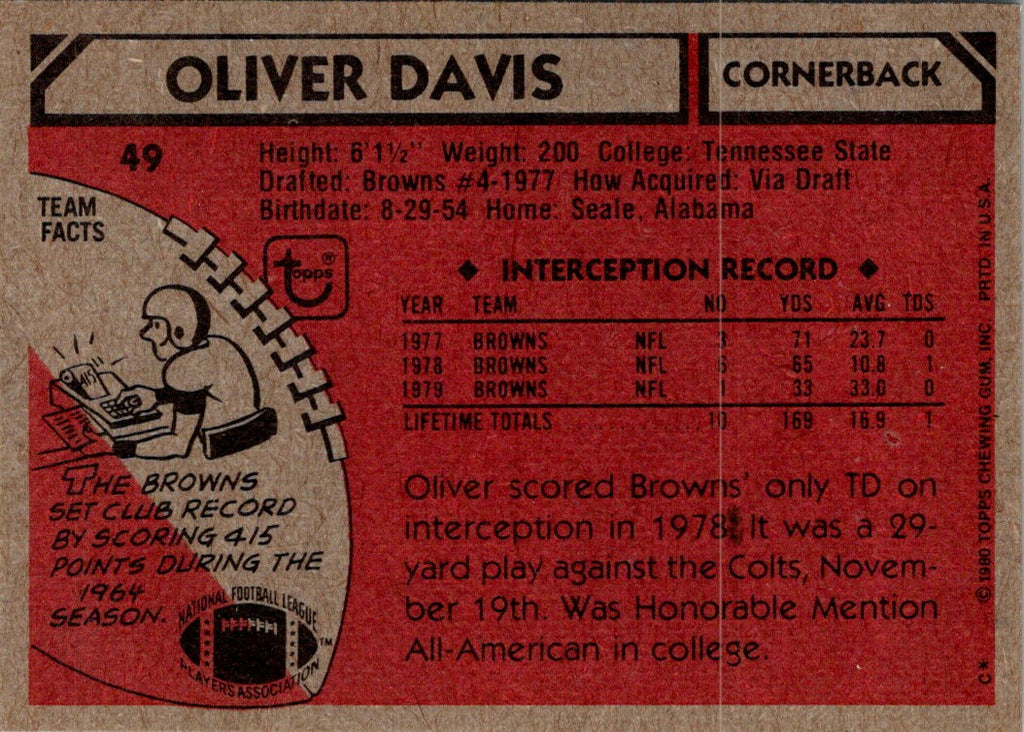 OLIVER DAVIS
CORNERBACK
49
Height: 6'1½" Weight: 200 College: Tennessee State
Drafted: Browns #4-1977 How Acquired: Via Draft
Birthdate: 8-29-54 Home: Seale, Alabama
TEAM
FACTS
topps®
◆ INTERCEPTION RECORD ◆
YEAR TEAM NO YDS AVG TDS
1977 BROWNS NFL 3 71 23.7 0
1978 BROWNS NFL 6 65 10.8 1
1979 BROWNS NFL 1 33 33.0 0
LIFETIME TOTALS 10 169 16.9 1
415
THE BROWNS
SET CLUB RECORD
BY SCORING 415
POINTS DURING THE
1964
SEASON.
Oliver scored Browns' only TD on
interception in 1978. It was a 29-
yard play against the Colts, Novem-
ber 19th. Was Honorable Mention
All-American in college.
NATIONAL FOOTBALL LEAGUE
PLAYERS ASSOCIATION
TM
C* © 1980 TOPPS CHEWING GUM, INC. PRTD. IN U.S.A.